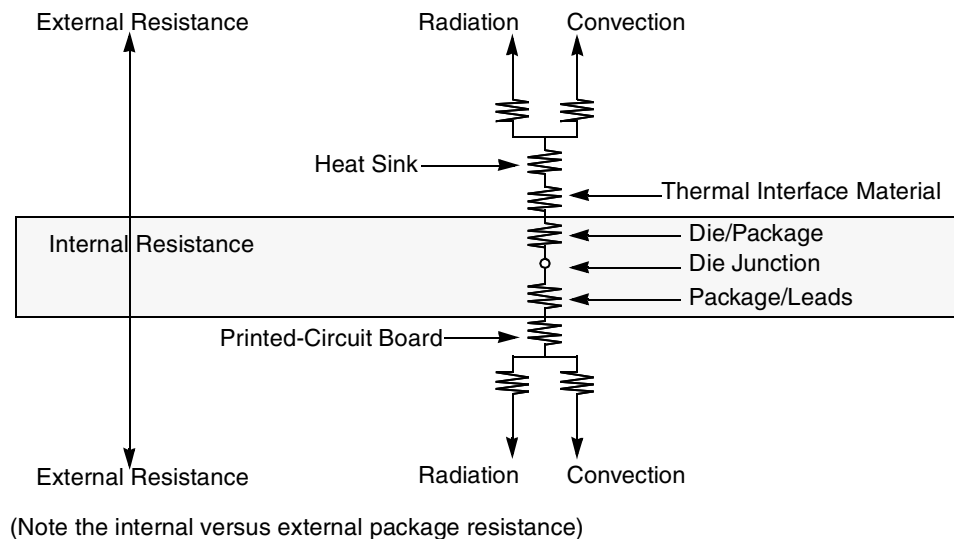 External Resistance
Radiation
Convection
Heat Sink
Thermal Interface Material
Internal Resistance
Die/Package
Die Junction
Package/Leads
Printed-Circuit Board
External Resistance
Radiation
Convection
(Note the internal versus external package resistance)